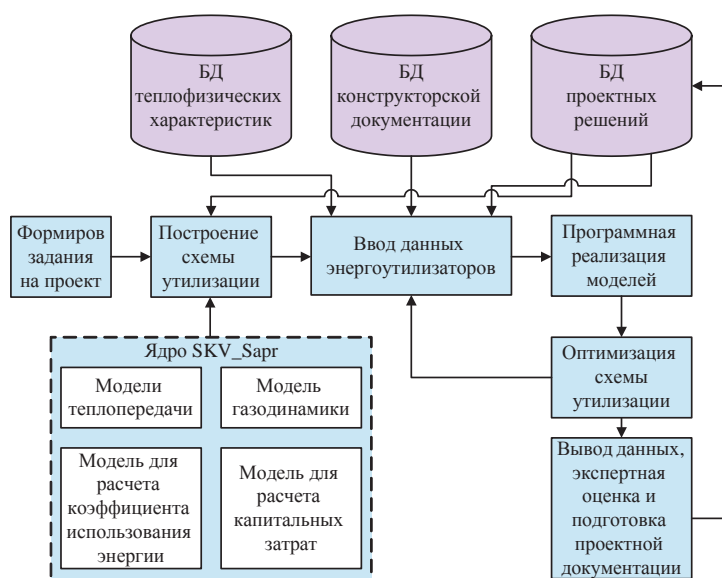 БД
теплофизических
характеристик
БД
конструкторской
документации
БД
проектных
решений
Формиров
задания
на проект
Построение
схемы
утилизации
Ввод данных
энергоутилизаторов
Программная
реализация
моделей
Ядро SKV_Sapr
Модели
теплопередачи
Модель
газодинамики
Модель для
расчета
коэффициента
использования
энергии
Модель для
расчета
капитальных
затрат
Оптимизация
схемы
утилизации
Вывод данных,
экспертная
оценка и
подготовка
проектной
документации